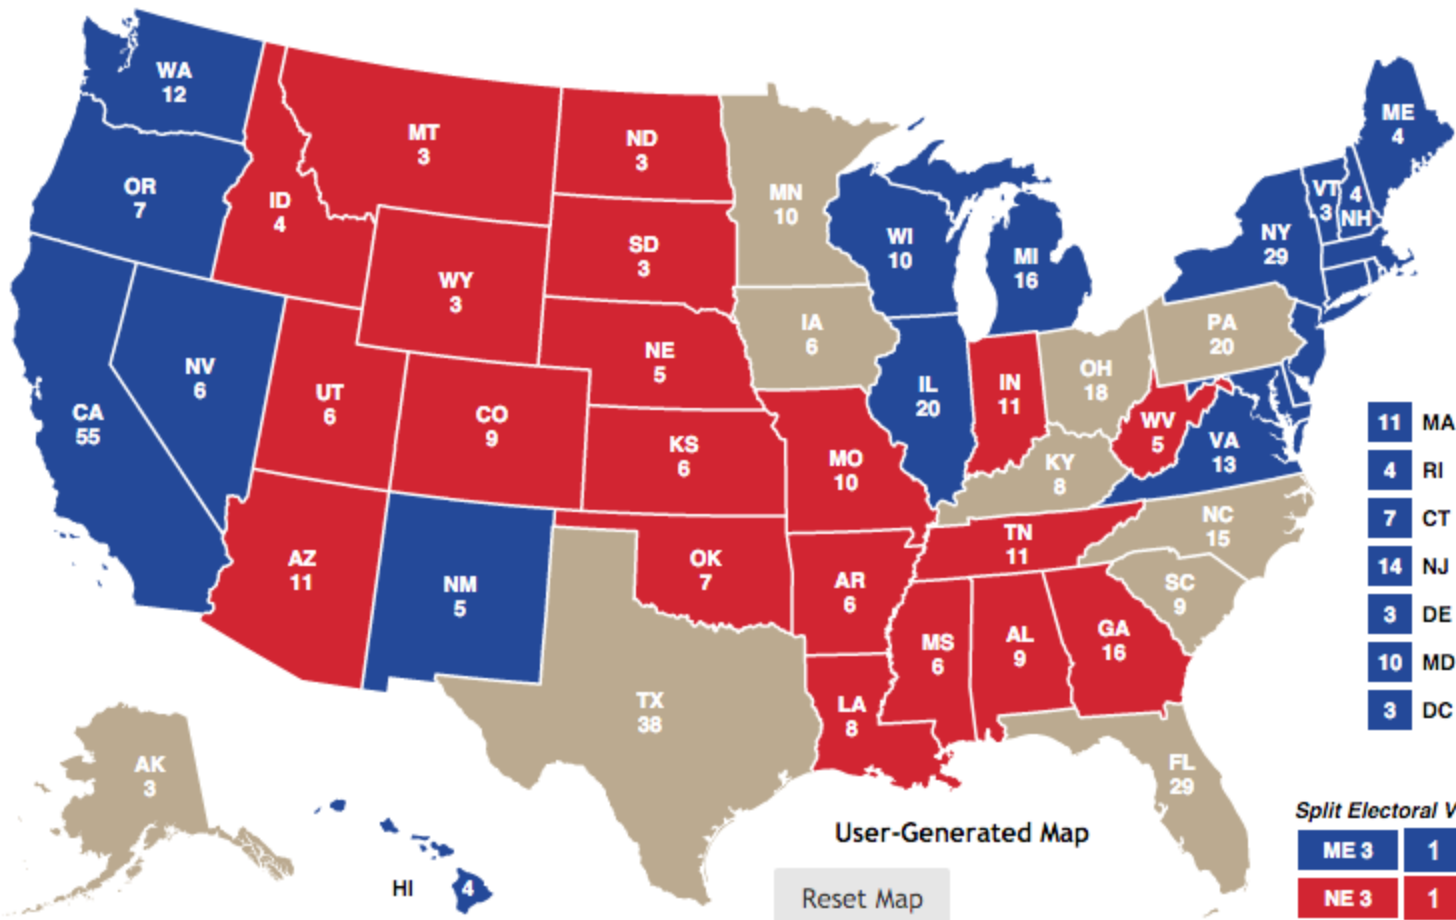 WA
12
OR
7
CA
55
NV
6
ID
4
MT
3
WY
3
UT
6
CO
9
AZ
11
NM
5
ND
3
SD
3
NE
5
KS
6
OK
7
TX
38
MN
10
IA
6
MO
10
AR
6
LA
8
WI
10
IL
20
MI
16
IN
11
OH
18
KY
8
TN
11
MS
6
AL
9
GA
16
FL
29
SC
9
NC
15
VA
13
WV
5
PA
20
NY
29
VT
3
4
NH
ME
4
AK
3
HI 4
11 MA
4 RI
7 CT
14 NJ
3 DE
10 MD
3 DC
User-Generated Map
Reset Map
Split Electoral V
ME 3 1
NE 3 1